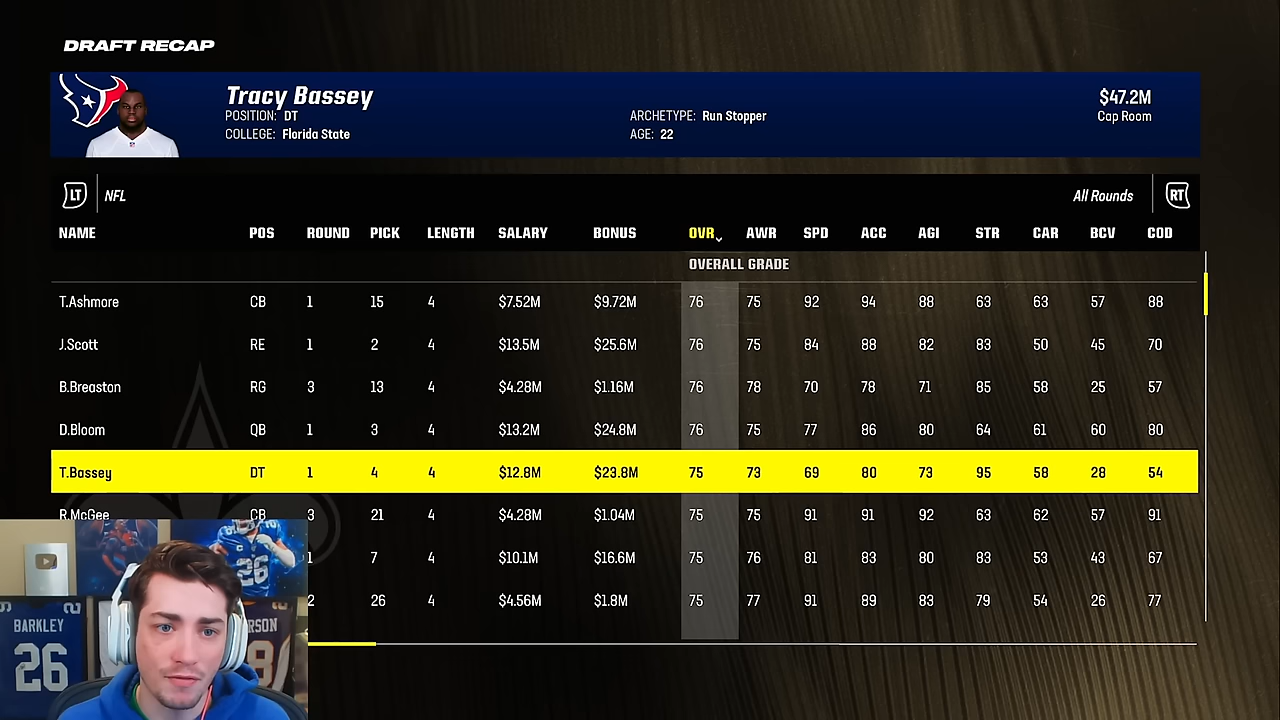 DRAFT RECAP
Tracy Bassey
POSITION: DT
COLLEGE: Florida State
ARCHETYPE: Run Stopper
AGE: 22
$47.2M
Cap Room
LT NFL All Rounds RT
NAME POS ROUND PICK LENGTH SALARY BONUS OVR AWR SPD ACC AGI STR CAR BCV COD
OVERALL GRADE
T.Ashmore CB 1 15 4 $7.52M $9.72M 76 75 92 94 88 63 63 57 88
J.Scott RE 1 2 4 $13.5M $25.6M 76 75 84 88 82 83 50 45 70
B.Breaston RG 3 13 4 $4.28M $1.16M 76 78 70 78 71 85 58 25 57
D.Bloom QB 1 3 4 $13.2M $24.8M 76 75 77 86 80 64 61 60 80
T.Bassey DT 1 4 4 $12.8M $23.8M 75 73 69 80 73 95 58 28 54
R.McGee CB 3 21 4 $4.28M $1.04M 75 75 91 91 92 63 62 57 91
1 7 4 $10.1M $16.6M 75 76 81 83 80 83 53 43 67
2 26 4 $4.56M $1.8M 75 77 91 89 83 79 54 26 77
26
BARKLEY
26
RSON